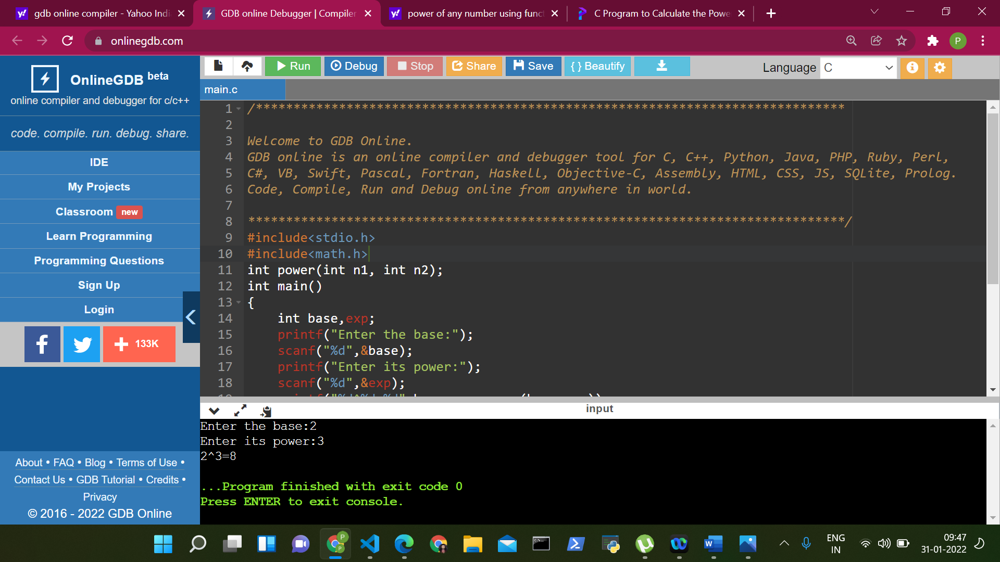 gdb online compiler - Yahoo Indi
GDB online Debugger | Compiler
power of any number using funct
C Program to Calculate the Powe
onlinegdb.com
P
OnlineGDB beta
online compiler and debugger for c/c++
code. compile. run. debug. share.
IDE
My Projects
Classroom new
Learn Programming
Programming Questions
Sign Up
Login
133K
About • FAQ • Blog • Terms of Use •
Contact Us • GDB Tutorial • Credits •
Privacy
© 2016 - 2022 GDB Online
Run Debug Stop Share Save { } Beautify
Language C
main.c
1 /******************************************************************************
2
3 Welcome to GDB Online.
4 GDB online is an online compiler and debugger tool for C, C++, Python, Java, PHP, Ruby, Perl,
5 C#, VB, Swift, Pascal, Fortran, Haskell, Objective-C, Assembly, HTML, CSS, JS, SQLite, Prolog.
6 Code, Compile, Run and Debug online from anywhere in world.
7
8 *******************************************************************************/
9 #include<stdio.h>
10 #include<math.h>
11 int power(int n1, int n2);
12 int main()
13 {
14 int base,exp;
15 printf("Enter the base:");
16 scanf("%d",&base);
17 printf("Enter its power:");
18 scanf("%d",&exp);
input
Enter the base:2
Enter its power:3
2^3=8
...Program finished with exit code 0
Press ENTER to exit console.
ENG
IN
09:47
31-01-2022